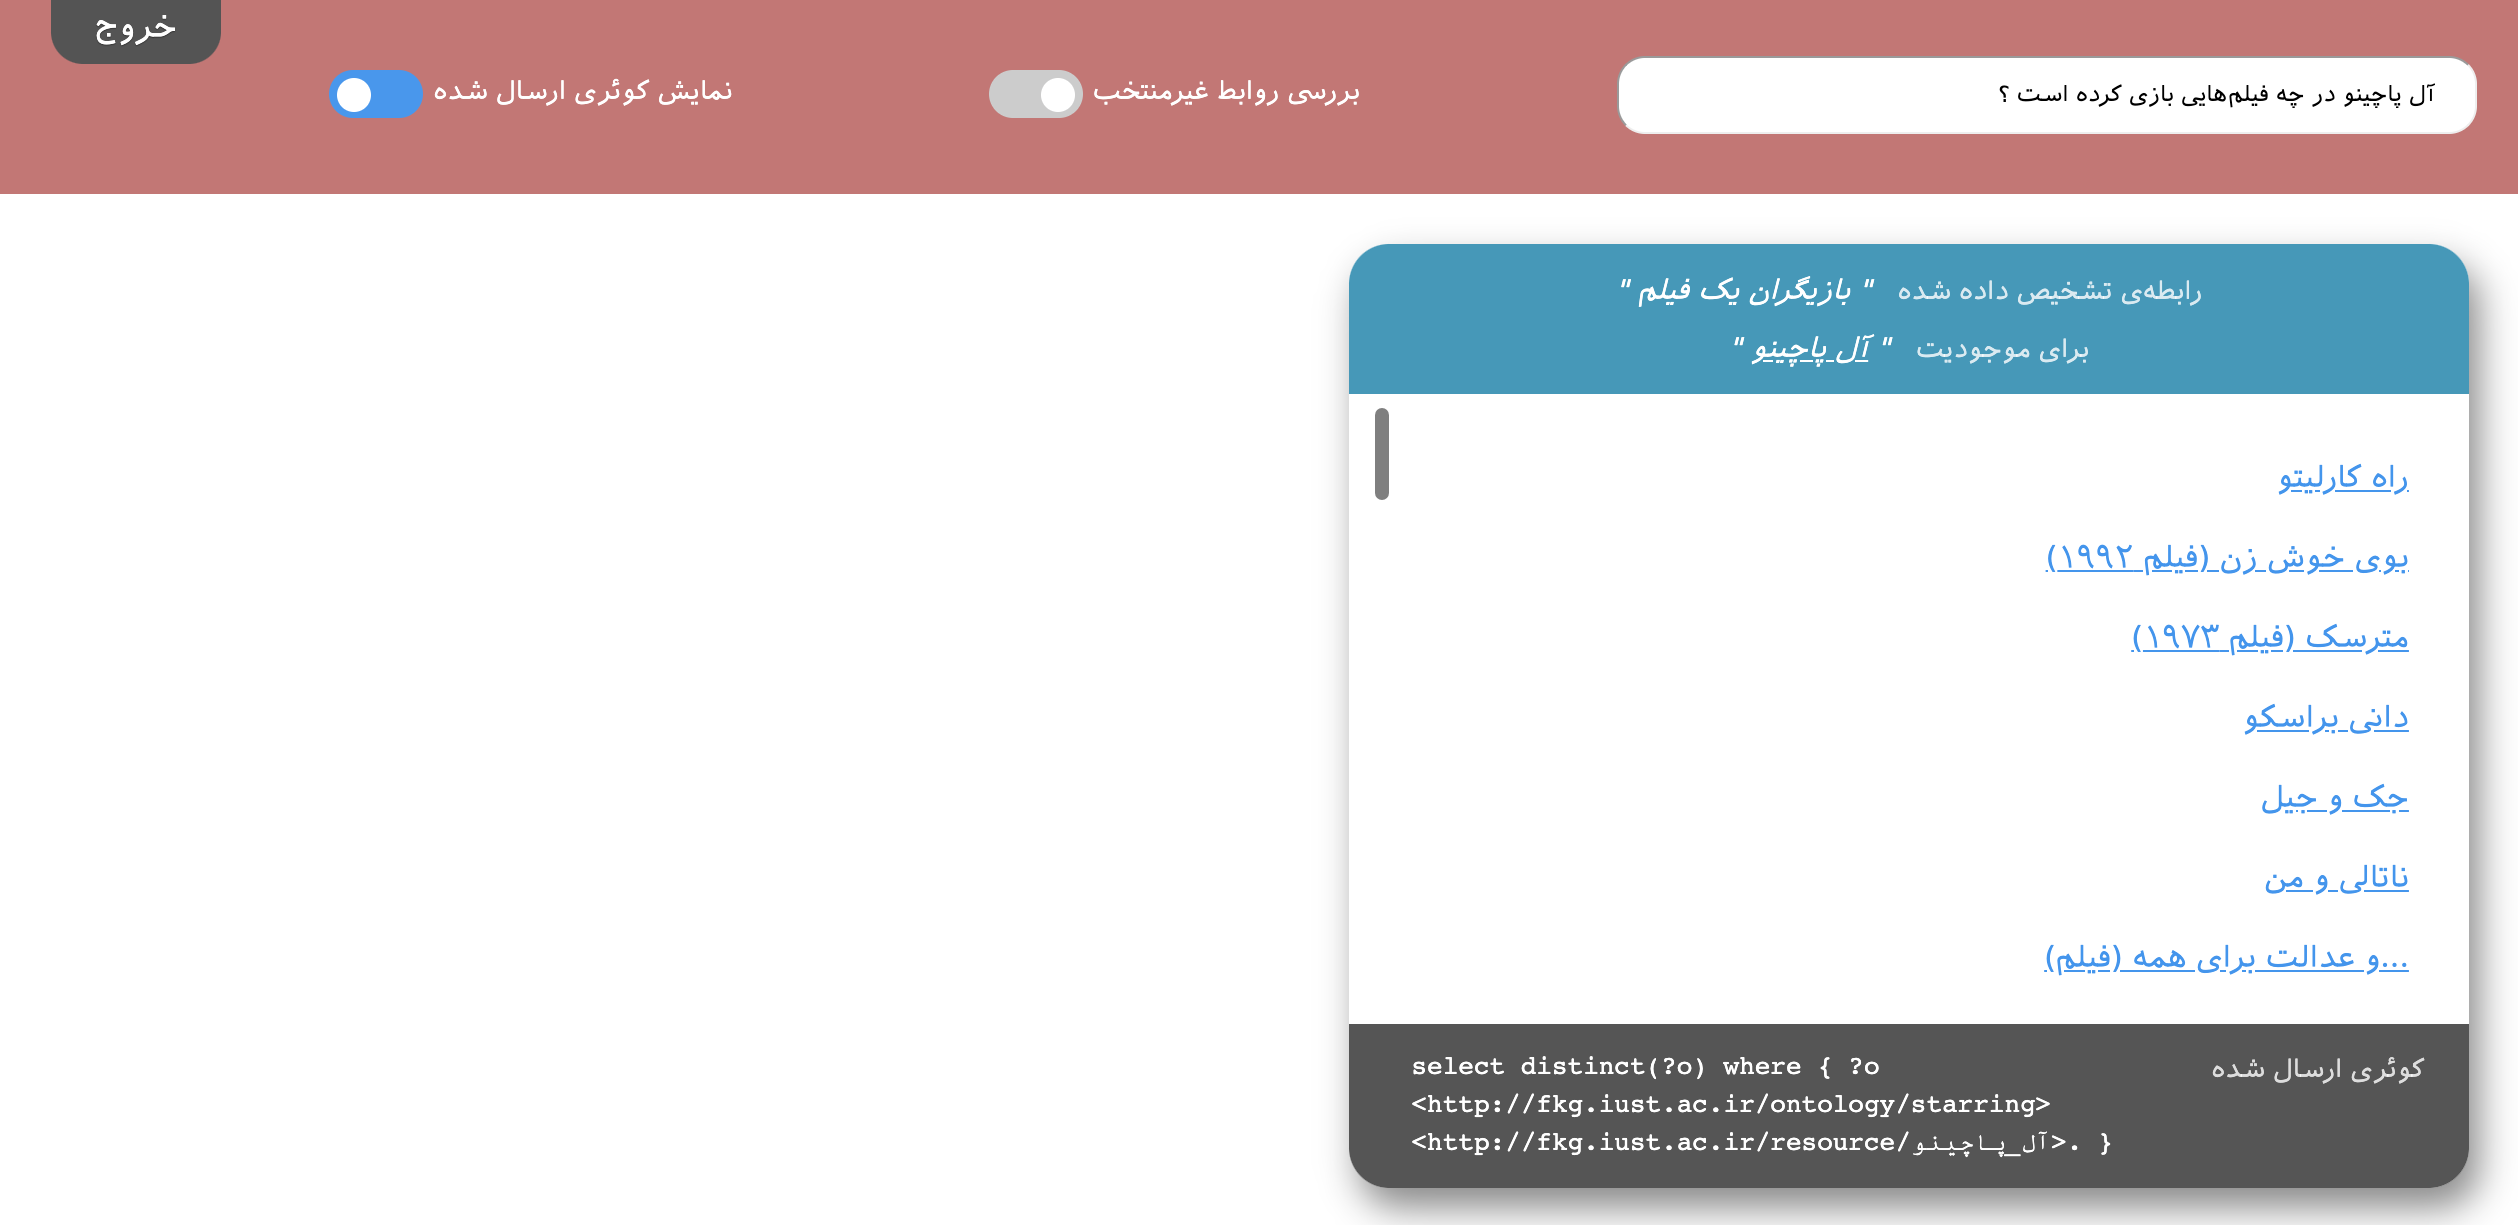 خروج
آل پاچینو در چه فیلم‌هایی بازی کرده است ؟
بررسی روابط غیرمنتخب
نمایش کوئری ارسال شده
رابطه‌ی تشخیص داده شده " بازیگران یک فیلم "
برای موجودیت " آل پاچینو "
راه کارلیتو
بوی خوش زن (فیلم ۱۹۹۲)
مترسک (فیلم ۱۹۷۳)
دانی براسکو
جک و جیل
ناتالی و من
...و عدالت برای همه (فیلم)
کوئری ارسال شده
select distinct(?o) where { ?o
<http://fkg.iust.ac.ir/ontology/starring>
<http://fkg.iust.ac.ir/resource/آل_پاچینو>. }